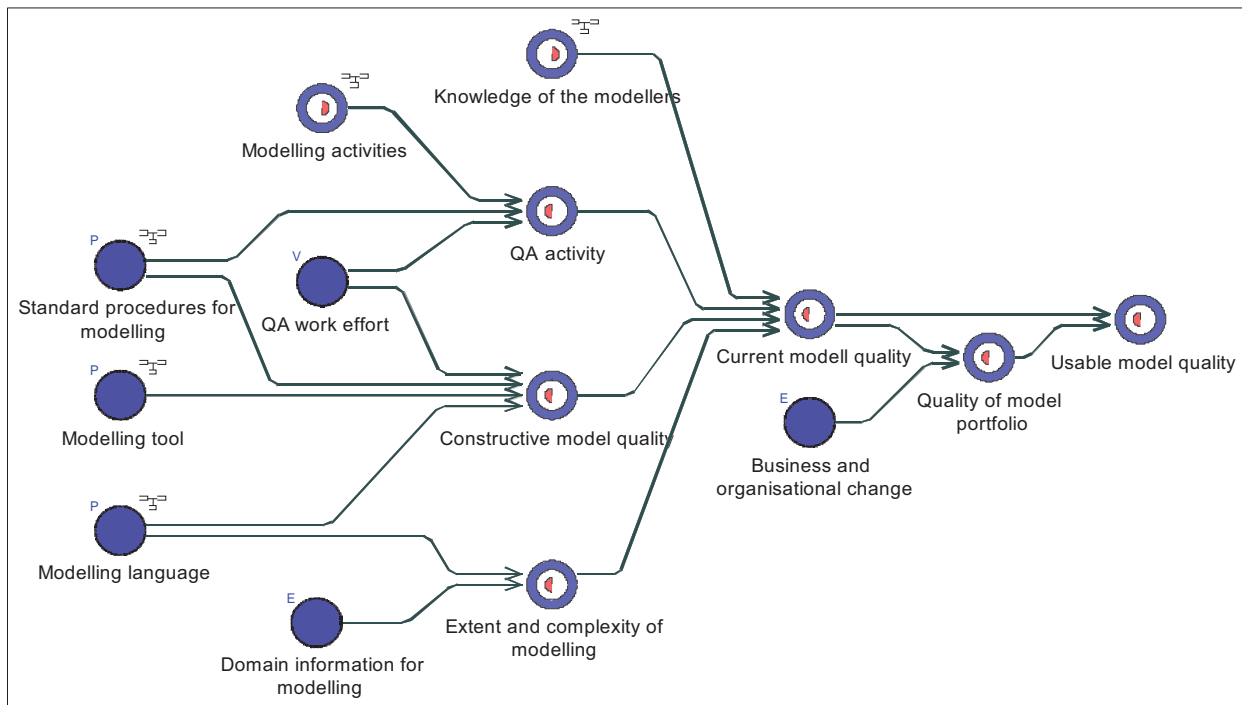 Knowledge of the modellers
Modelling activities
QA activity
P
Standard procedures for
modelling
V
QA work effort
Current modell quality
Usable model quality
P
Modelling tool
Constructive model quality
E
Quality of model
portfolio
Business and
organisational change
P
Modelling language
E
Extent and complexity of
modelling
Domain information for
modelling